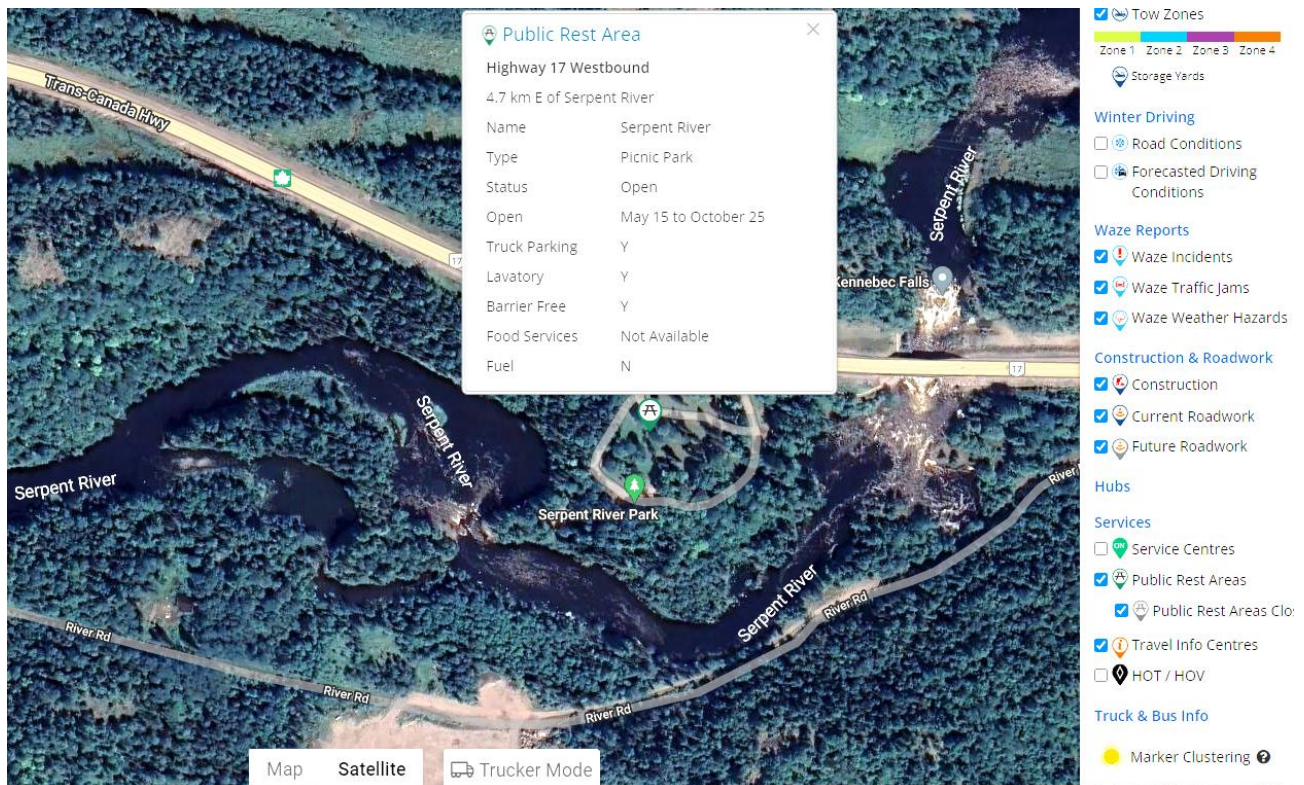 Public Rest Area
Highway 17 Westbound
4.7 km E of Serpent River
Name Serpent River
Type Picnic Park
Status Open
Open May 15 to October 25
Truck Parking Y
Lavatory Y
Barrier Free Y
Food Services Not Available
Fuel N
Trans-Canada Hwy
17
Serpent River
Kennebec Falls
17
Serpent River
Serpent River
Serpent River Park
Serpent River
River Rd
River Rd
River Rd
River Rd
Map Satellite Trucker Mode
Tow Zones
Zone 1 Zone 2 Zone 3 Zone 4
Storage Yards
Winter Driving
Road Conditions
Forecasted Driving
Conditions
Waze Reports
Waze Incidents
Waze Traffic Jams
Waze Weather Hazards
Construction & Roadwork
Construction
Current Roadwork
Future Roadwork
Hubs
Services
ON Service Centres
Public Rest Areas
Public Rest Areas Clos
Travel Info Centres
HOT / HOV
Truck & Bus Info
Marker Clustering